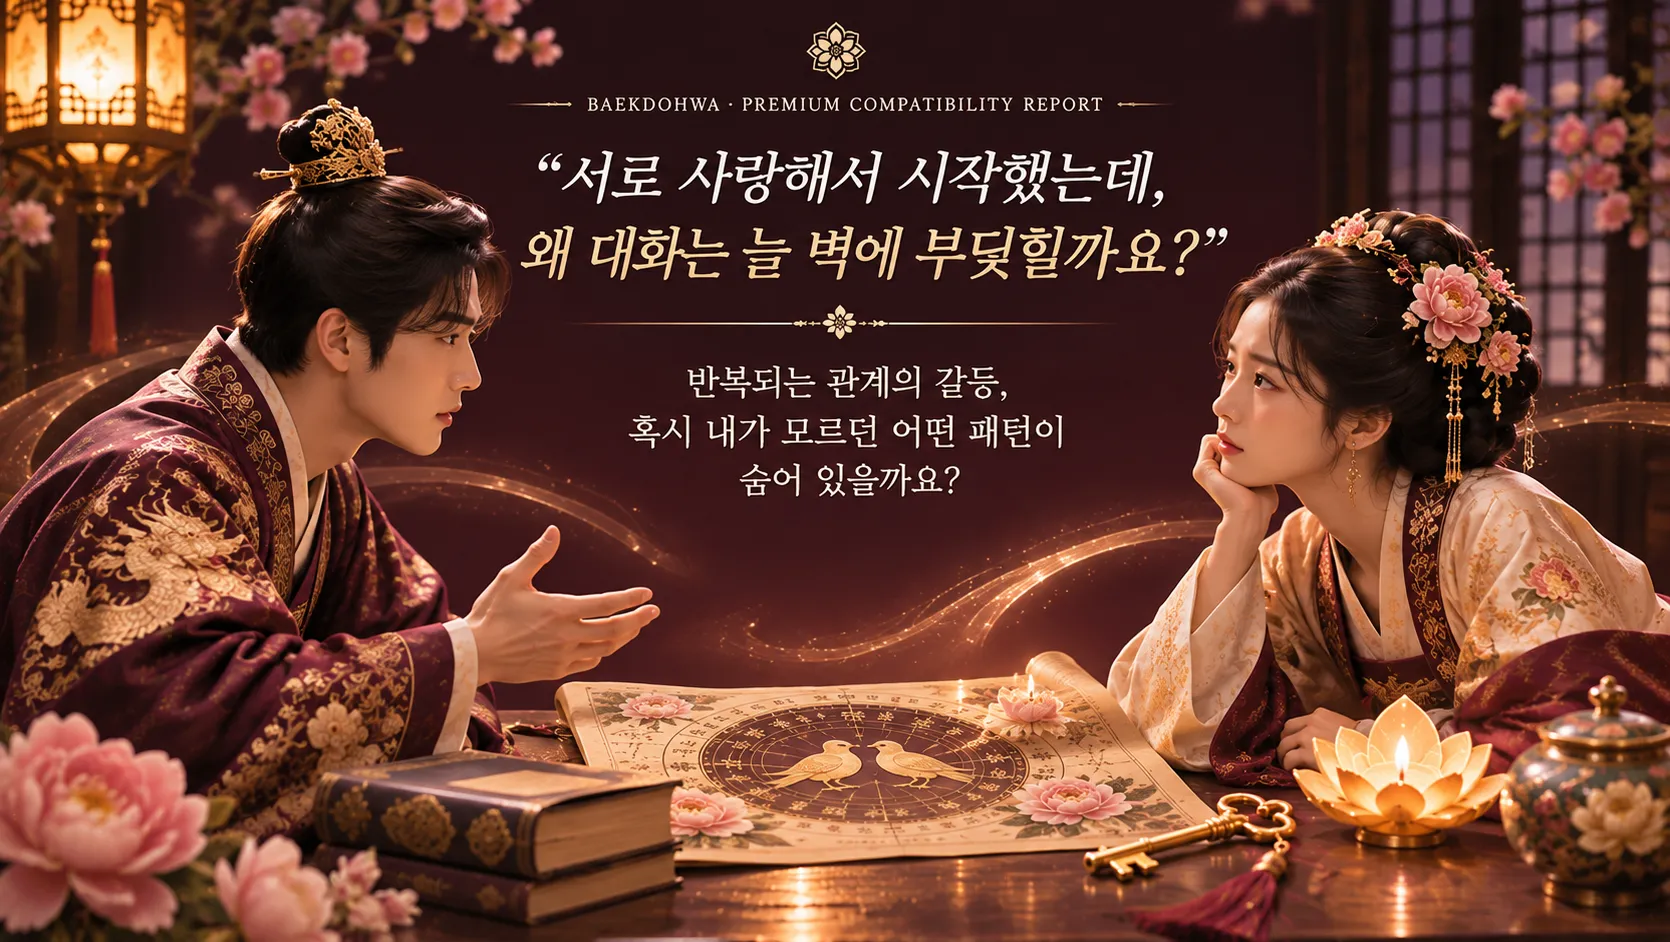 BAEKDOHWA · PREMIUM COMPATIBILITY REPORT
“서로 사랑해서 시작했는데,
왜 대화는 늘 벽에 부딪힐까요?”
반복되는 관계의 갈등,
혹시 내가 모르던 어떤 패턴이
숨어 있을까요?